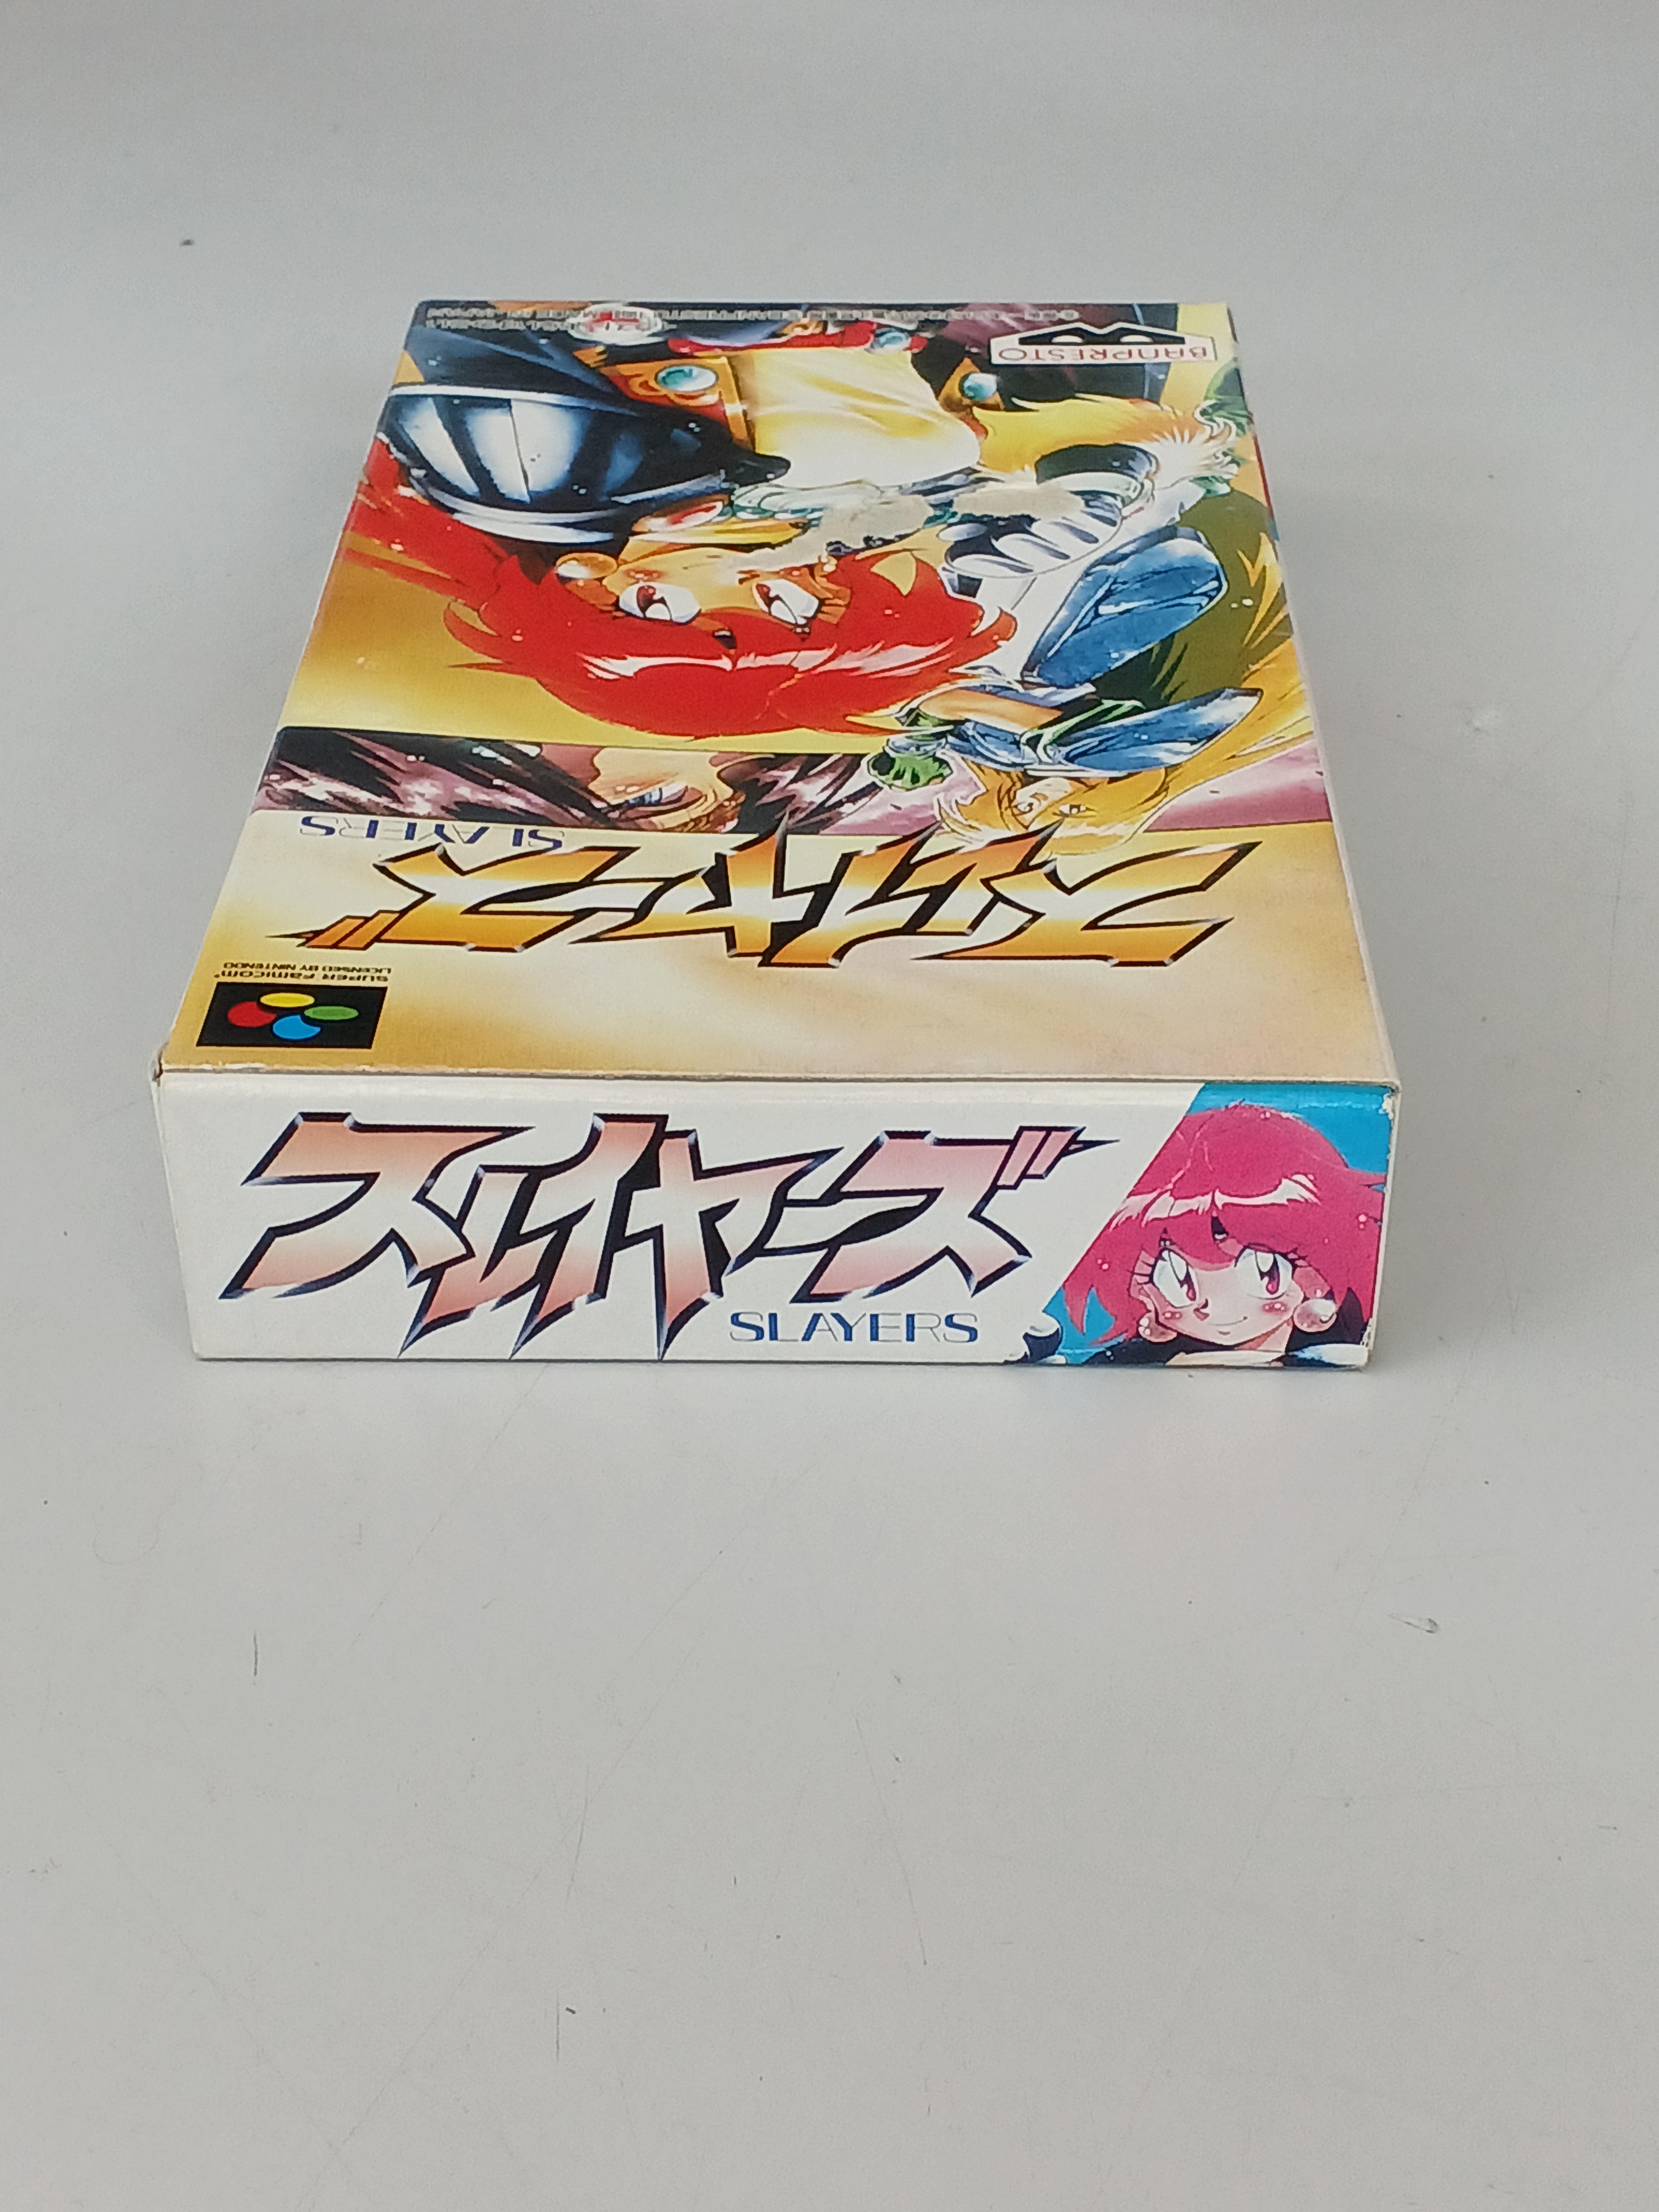 BANPRESTO
SLAYERS
スレイヤーズ
SUPER FAMICOM
LICENSED BY NINTENDO
スレイヤーズ
SLAYERS